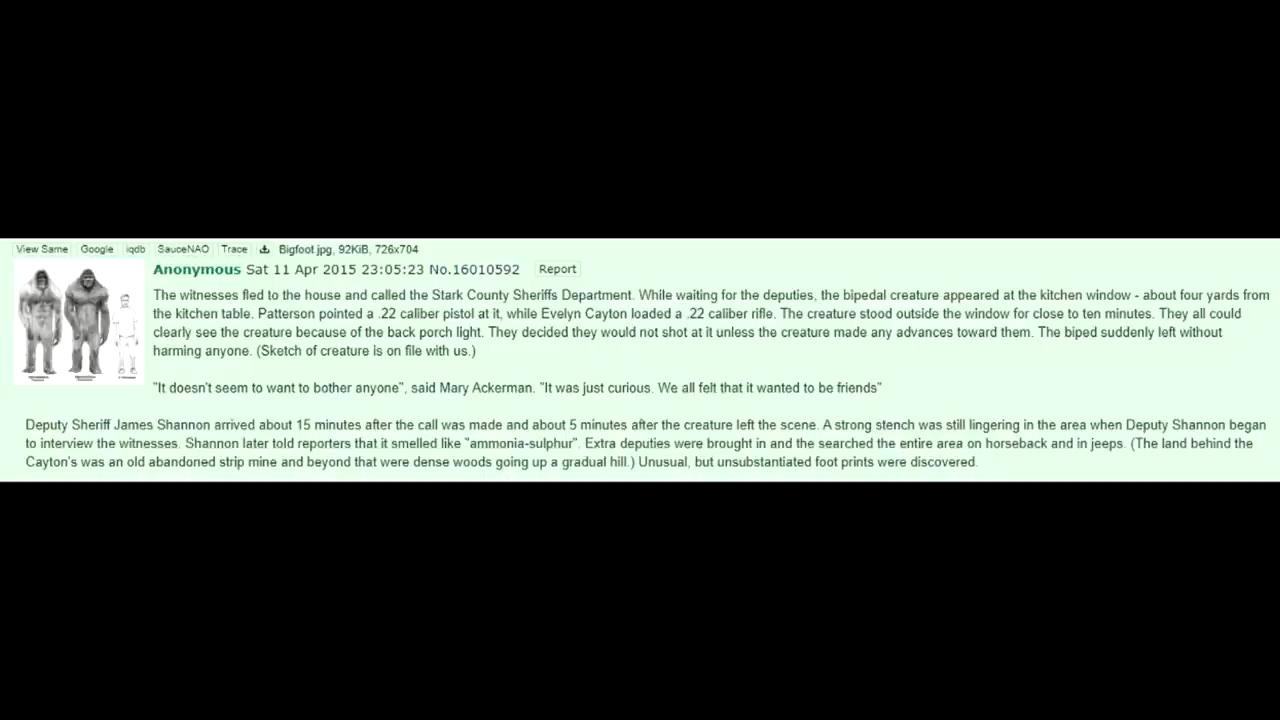 View Same Google iqdb SauceNAO Trace Bigfoot.jpg, 92KiB, 726x704
Anonymous Sat 11 Apr 2015 23:05:23 No.16010592 Report
The witnesses fled to the house and called the Stark County Sheriffs Department. While waiting for the deputies, the bipedal creature appeared at the kitchen window - about four yards from
the kitchen table. Patterson pointed a .22 caliber pistol at it, while Evelyn Cayton loaded a .22 caliber rifle. The creature stood outside the window for close to ten minutes. They all could
clearly see the creature because of the back porch light. They decided they would not shot at it unless the creature made any advances toward them. The biped suddenly left without
harming anyone. (Sketch of creature is on file with us.)
"It doesn't seem to want to bother anyone", said Mary Ackerman. "It was just curious. We all felt that it wanted to be friends"
Deputy Sheriff James Shannon arrived about 15 minutes after the call was made and about 5 minutes after the creature left the scene. A strong stench was still lingering in the area when Deputy Shannon began
to interview the witnesses. Shannon later told reporters that it smelled like "ammonia-sulphur". Extra deputies were brought in and the searched the entire area on horseback and in jeeps. (The land behind the
Cayton's was an old abandoned strip mine and beyond that were dense woods going up a gradual hill.) Unusual, but unsubstantiated foot prints were discovered.